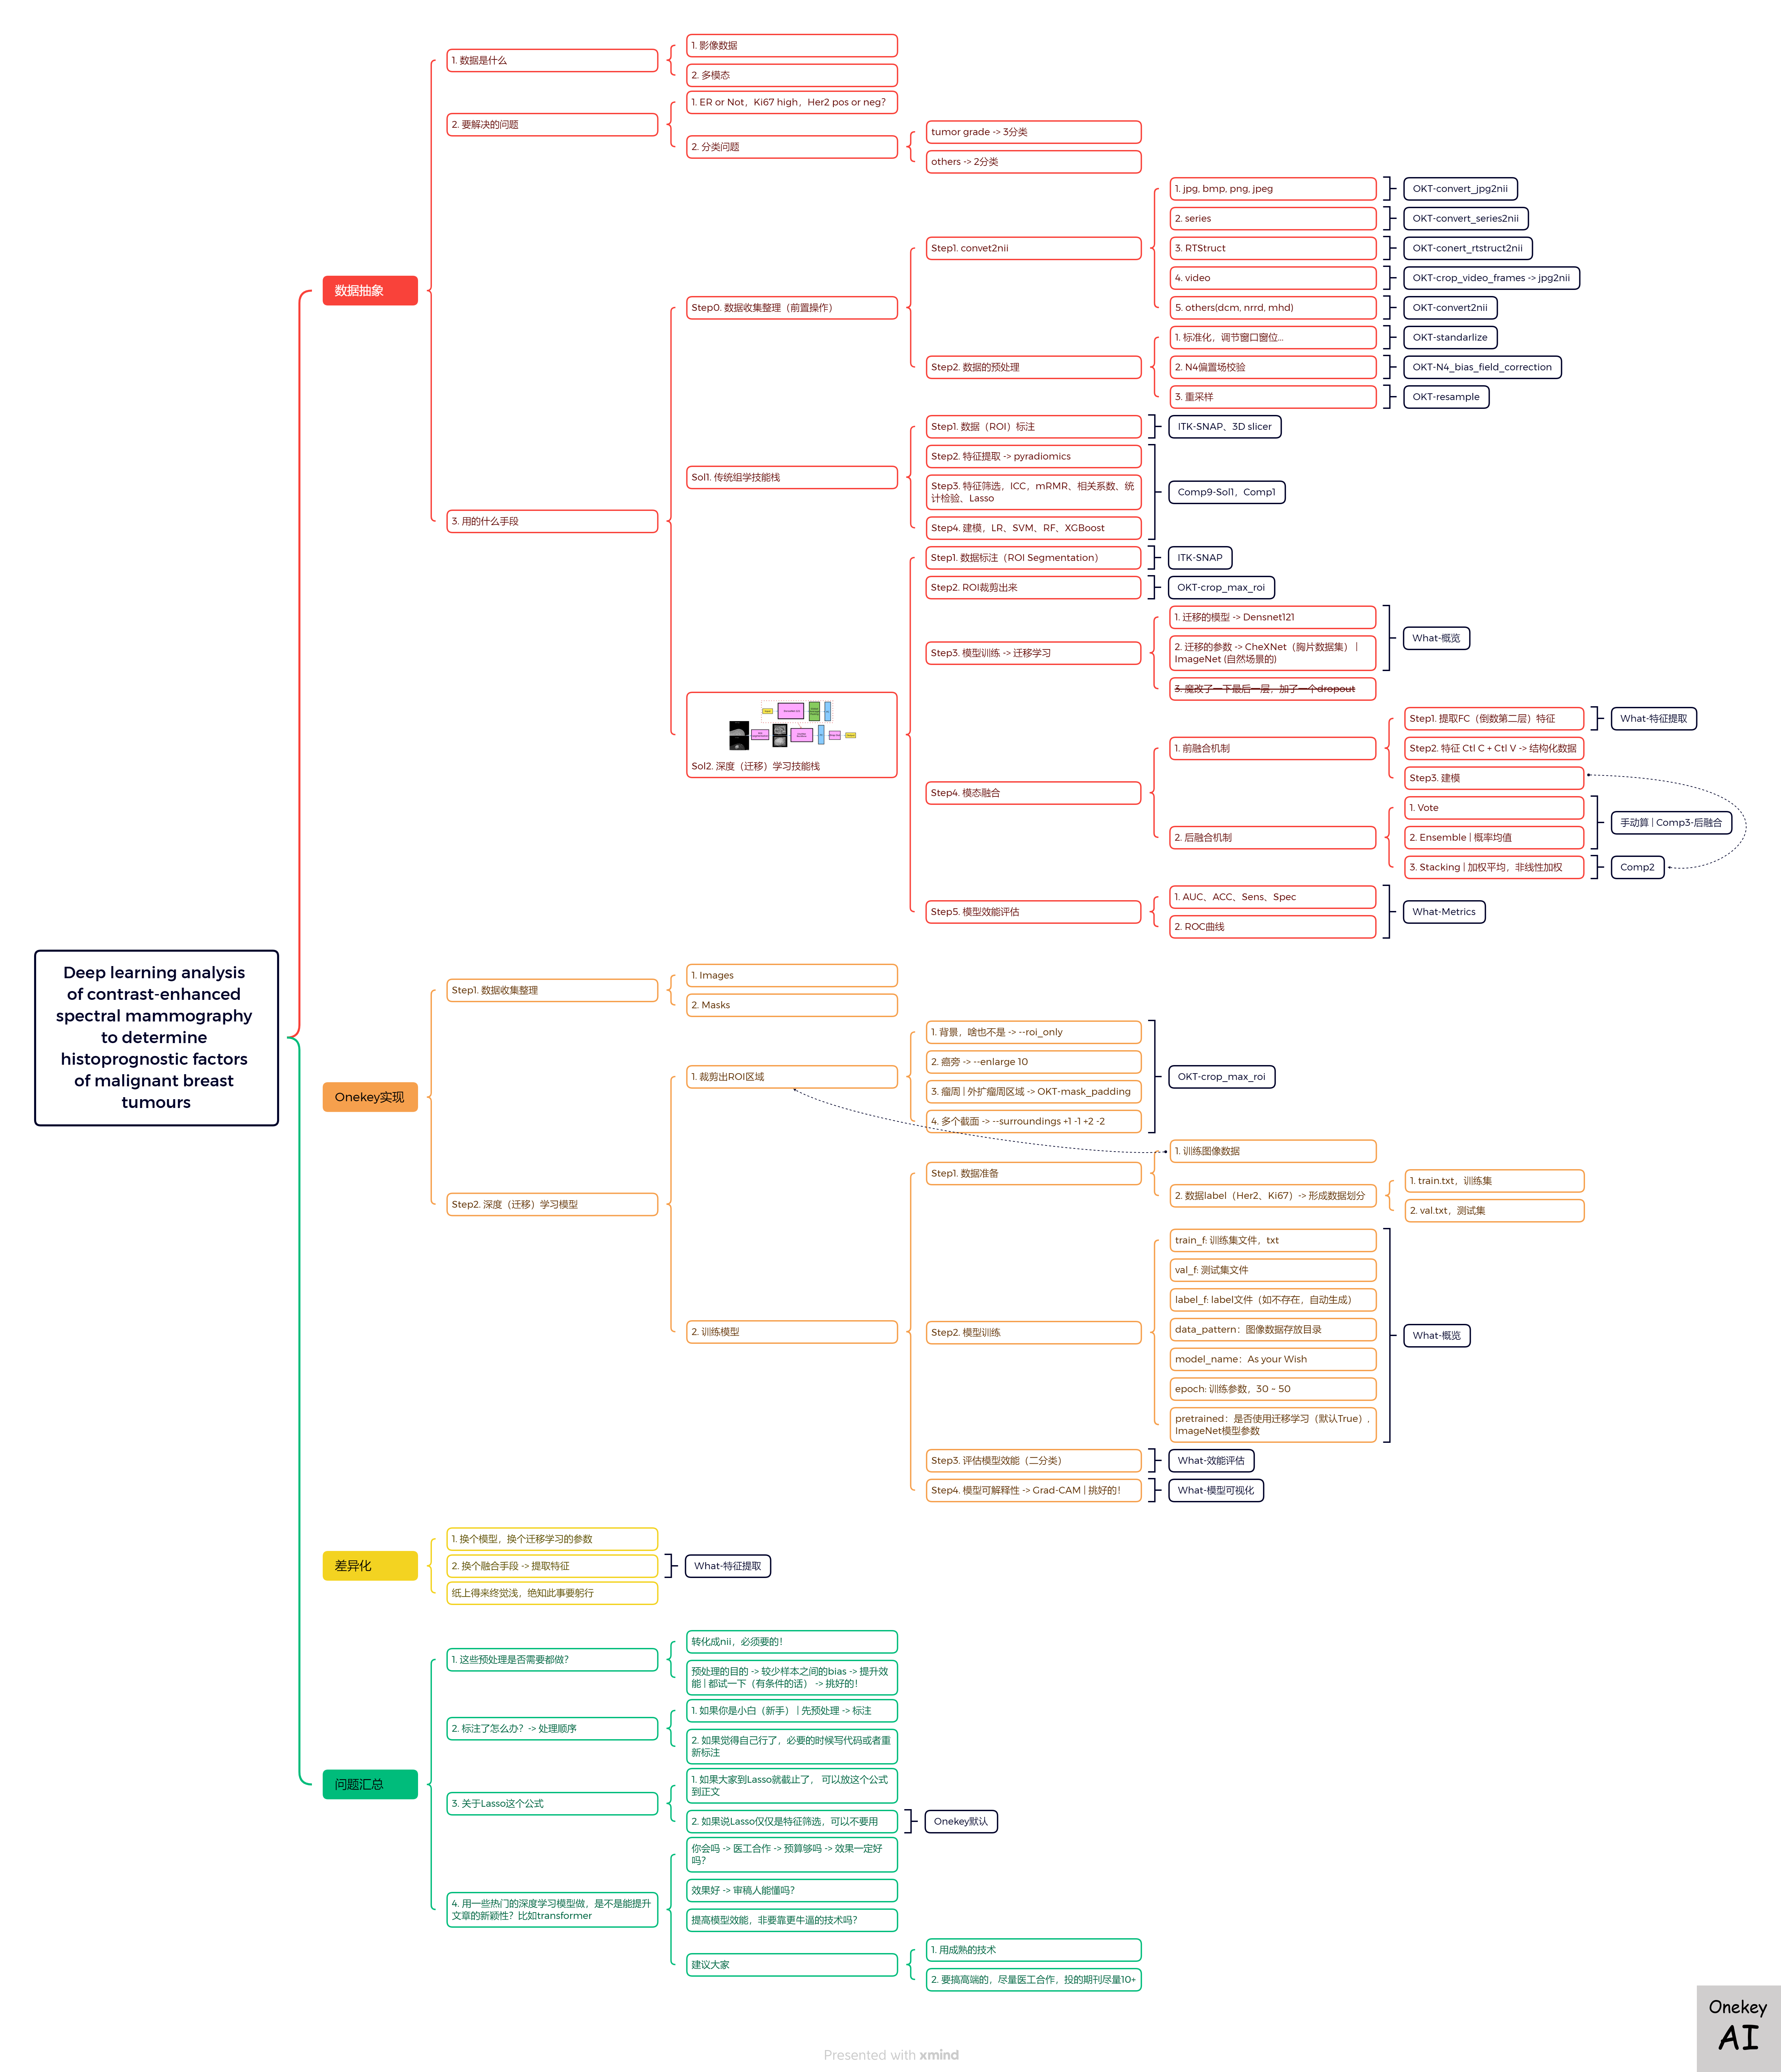 Deep learning analysis
of contrast-enhanced
spectral mammography
to determine
histoprognostic factors
of malignant breast
tumours
数据抽象
1. 数据是什么
1. 影像数据
2. 多模态
2. 要解决的问题
1. ER or Not，Ki67 high，Her2 pos or neg？
2. 分类问题
tumor grade -> 3分类
others -> 2分类
3. 用的什么手段
Step0. 数据收集整理（前置操作）
Step1. convet2nii
1. jpg, bmp, png, jpeg
OKT-convert_jpg2nii
2. series
OKT-convert_series2nii
3. RTStruct
OKT-conert_rtstruct2nii
4. video
OKT-crop_video_frames -> jpg2nii
5. others(dcm, nrrd, mhd)
OKT-convert2nii
Step2. 数据的预处理
1. 标准化，调节窗口窗位...
OKT-standarlize
2. N4偏置场校验
OKT-N4_bias_field_correction
3. 重采样
OKT-resample
Sol1. 传统组学技能栈
Step1. 数据（ROI）标注
ITK-SNAP、3D slicer
Step2. 特征提取 -> pyradiomics
Step3. 特征筛选，ICC，mRMR、相关系数、统
计检验、Lasso
Step4. 建模，LR、SVM、RF、XGBoost
Comp9-Sol1，Comp1
Sol2. 深度（迁移）学习技能栈
Step1. 数据标注（ROI Segmentation）
ITK-SNAP
Step2. ROI裁剪出来
OKT-crop_max_roi
Step3. 模型训练 -> 迁移学习
1. 迁移的模型 -> Densnet121
2. 迁移的参数 -> CheXNet（胸片数据集） |
ImageNet (自然场景的)
What-概览
3. 魔改了一下最后一层，加了一个dropout
Step4. 模态融合
1. 前融合机制
Step1. 提取FC（倒数第二层）特征
What-特征提取
Step2. 特征 Ctl C + Ctl V -> 结构化数据
Step3. 建模
2. 后融合机制
1. Vote
2. Ensemble | 概率均值
手动算 | Comp3-后融合
3. Stacking | 加权平均，非线性加权
Comp2
Step5. 模型效能评估
1. AUC、ACC、Sens、Spec
2. ROC曲线
What-Metrics
Onekey实现
Step1. 数据收集整理
1. Images
2. Masks
Step2. 深度（迁移）学习模型
1. 裁剪出ROI区域
1. 背景，啥也不是 -> --roi_only
2. 癌旁 -> --enlarge 10
3. 瘤周 | 外扩瘤周区域 -> OKT-mask_padding
4. 多个截面 -> --surroundings +1 -1 +2 -2
OKT-crop_max_roi
2. 训练模型
Step1. 数据准备
1. 训练图像数据
2. 数据label（Her2、Ki67）-> 形成数据划分
1. train.txt，训练集
2. val.txt，测试集
Step2. 模型训练
train_f: 训练集文件，txt
val_f: 测试集文件
label_f: label文件（如不存在，自动生成）
data_pattern：图像数据存放目录
model_name：As your Wish
epoch: 训练参数，30 ~ 50
pretrained：是否使用迁移学习（默认True），
ImageNet模型参数
What-概览
Step3. 评估模型效能（二分类）
What-效能评估
Step4. 模型可解释性 -> Grad-CAM | 挑好的！
What-模型可视化
差异化
1. 换个模型，换个迁移学习的参数
2. 换个融合手段 -> 提取特征
What-特征提取
纸上得来终觉浅，绝知此事要躬行
问题汇总
1. 这些预处理是否需要都做？
转化成nii，必须要的！
预处理的目的 -> 较少样本之间的bias -> 提升效
能 | 都试一下（有条件的话） -> 挑好的！
2. 标注了怎么办？ -> 处理顺序
1. 如果你是小白（新手） | 先预处理 -> 标注
2. 如果觉得自己行了，必要的时候写代码或者重
新标注
3. 关于Lasso这个公式
1. 如果大家到Lasso就截止了， 可以放这个公式
到正文
2. 如果说Lasso仅仅是特征筛选，可以不要用
Onekey默认
4. 用一些热门的深度学习模型做，是不是能提升
文章的新颖性？比如transformer
你会吗 -> 医工合作 -> 预算够吗 -> 效果一定好
吗？
效果好 -> 审稿人能懂吗？
提高模型效能，非要靠更牛逼的技术吗？
建议大家
1. 用成熟的技术
2. 要搞高端的，尽量医工合作，投的期刊尽量10+
Onekey
AI
Presented with xmind